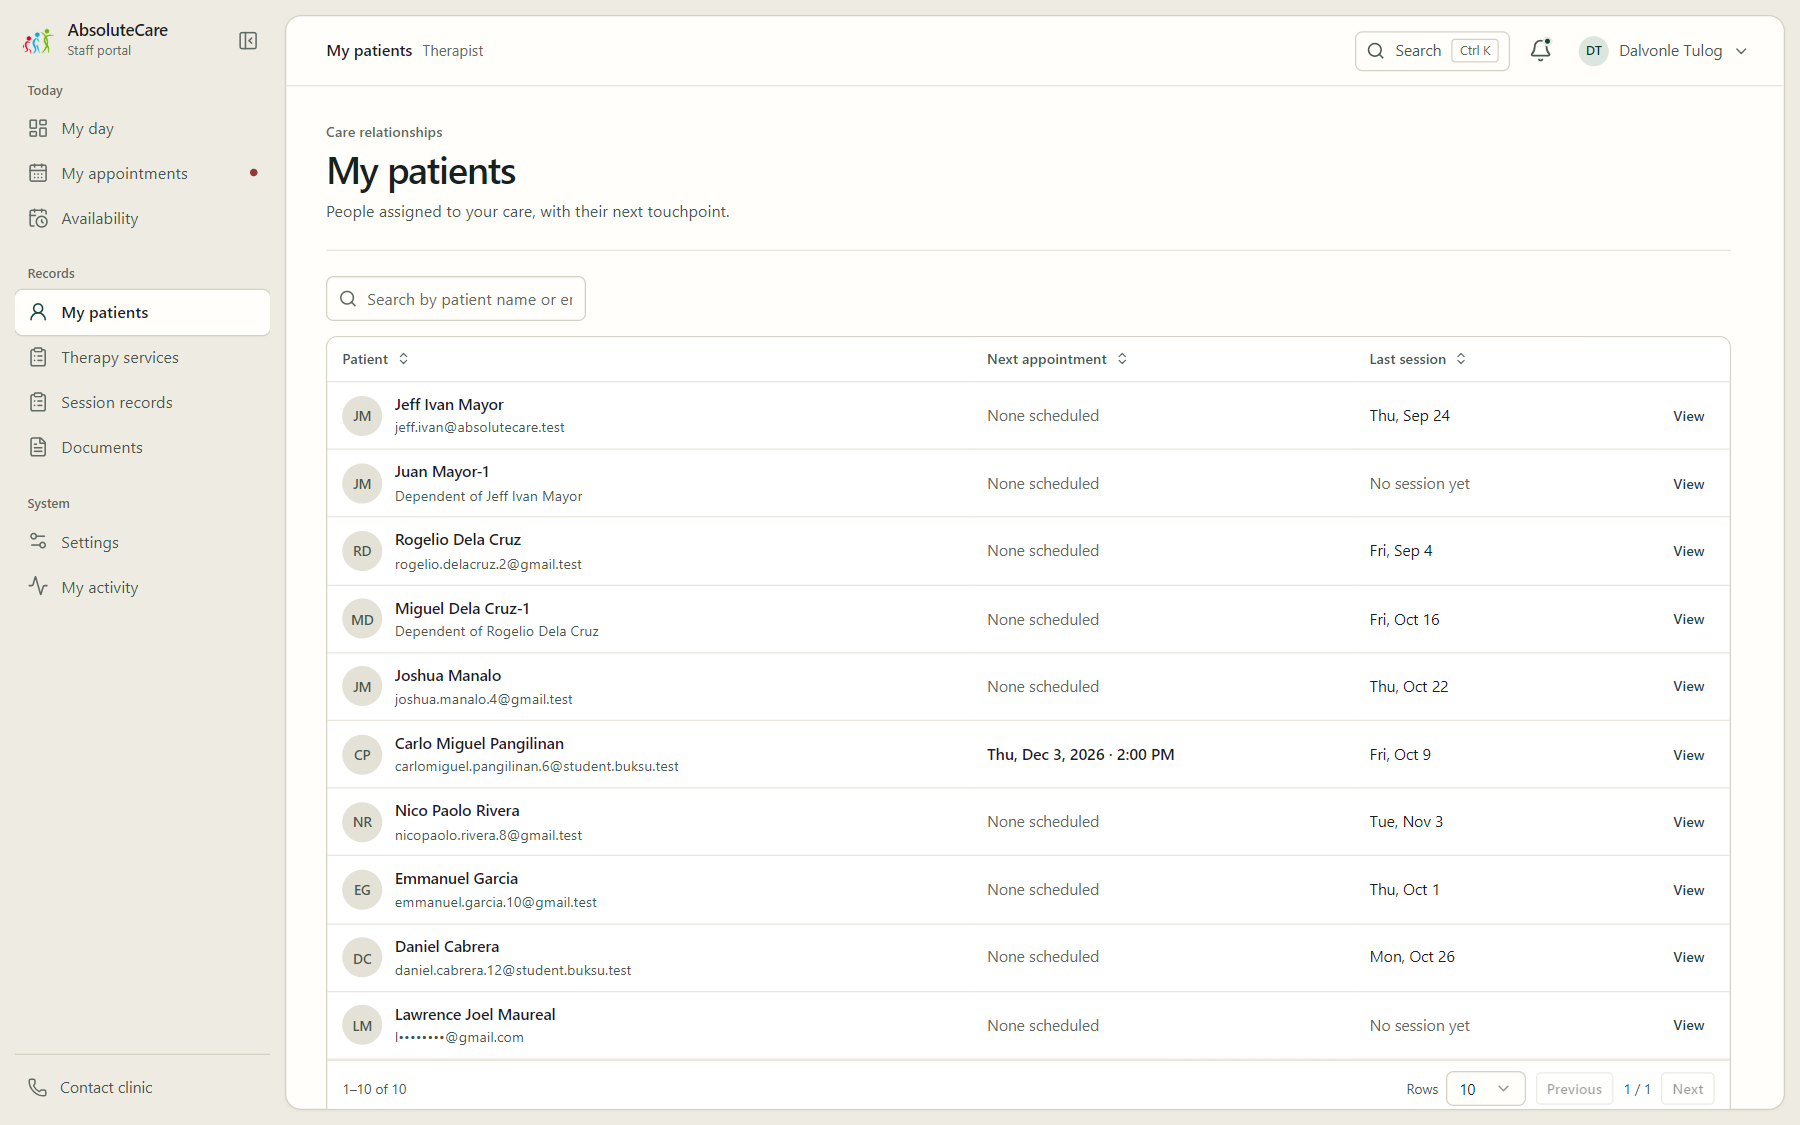 AbsoluteCare
Staff portal
Today
My day
My appointments
Availability
Records
My patients
Therapy services
Session records
Documents
System
Settings
My activity
Contact clinic
My patients Therapist
Search Ctrl K
DT Dalvonle Tulog
Care relationships
My patients
People assigned to your care, with their next touchpoint.
Search by patient name or er
Patient Next appointment Last session
JM Jeff Ivan Mayor
jeff.ivan@absolutecare.test
None scheduled Thu, Sep 24 View
JM Juan Mayor-1
Dependent of Jeff Ivan Mayor
None scheduled No session yet View
RD Rogelio Dela Cruz
rogelio.delacruz.2@gmail.test
None scheduled Fri, Sep 4 View
MD Miguel Dela Cruz-1
Dependent of Rogelio Dela Cruz
None scheduled Fri, Oct 16 View
JM Joshua Manalo
joshua.manalo.4@gmail.test
None scheduled Thu, Oct 22 View
CP Carlo Miguel Pangilinan
carlomiguel.pangilinan.6@student.buksu.test
Thu, Dec 3, 2026 · 2:00 PM Fri, Oct 9 View
NR Nico Paolo Rivera
nicopaolo.rivera.8@gmail.test
None scheduled Tue, Nov 3 View
EG Emmanuel Garcia
emmanuel.garcia.10@gmail.test
None scheduled Thu, Oct 1 View
DC Daniel Cabrera
daniel.cabrera.12@student.buksu.test
None scheduled Mon, Oct 26 View
LM Lawrence Joel Maureal
l••••••••@gmail.com
None scheduled No session yet View
1–10 of 10
Rows 10 Previous 1 / 1 Next